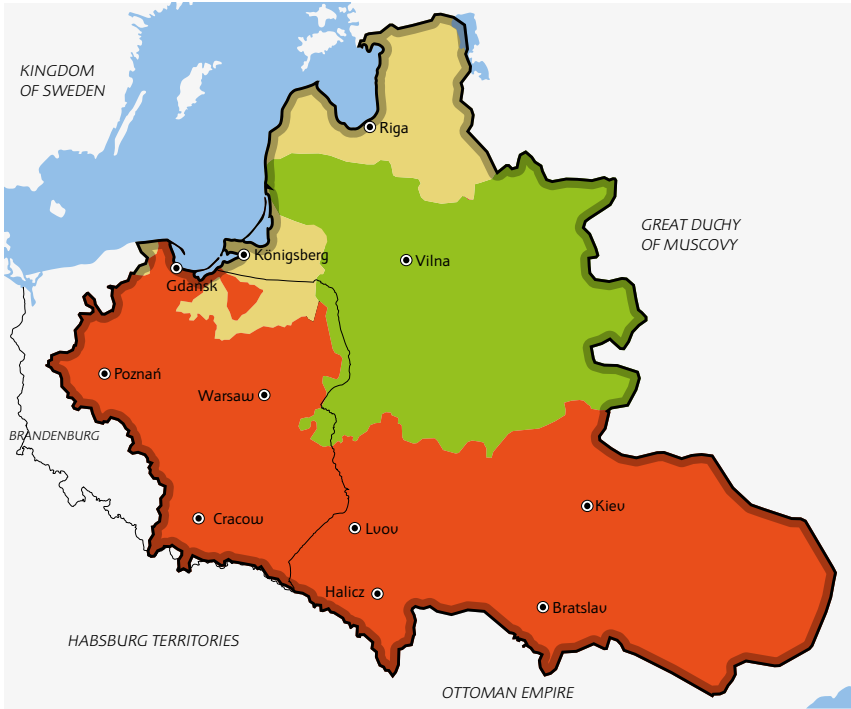 KINGDOM
OF SWEDEN
Riga
GREAT DUCHY
OF MUSCOVY
Königsberg
Vilna
Gdańsk
Poznań
Warsaw
BRANDENBURG
Kiev
Cracow
Lvov
Halicz
Bratslav
HABSBURG TERRITORIES
OTTOMAN EMPIRE